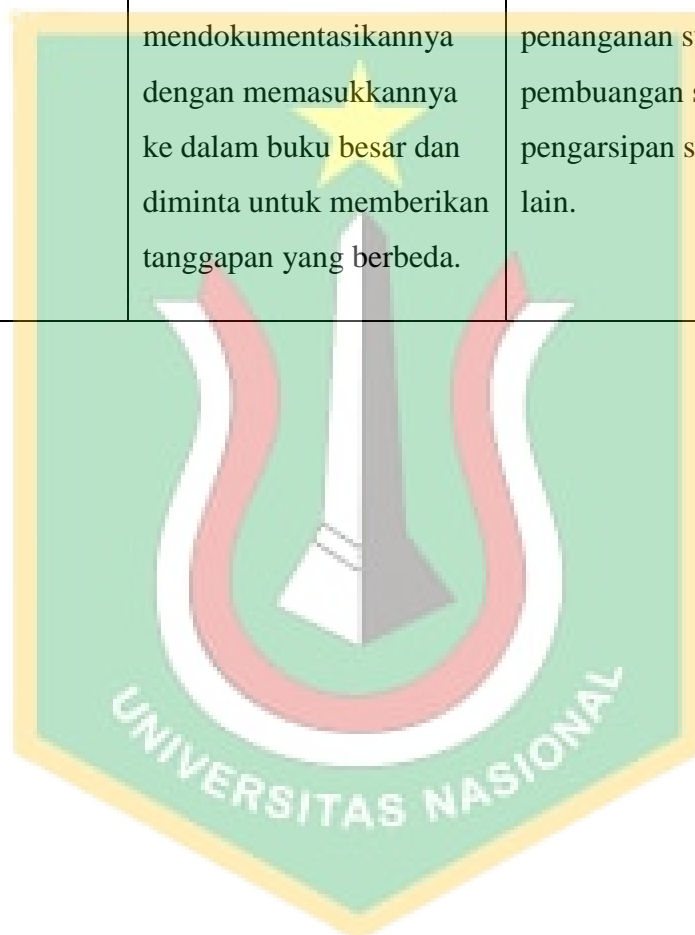 mendokumentasikannya
dengan memasukkannya
ke dalam buku besar dan
diminta untuk memberikan
tanggapan yang berbeda.
penanganan
pembuangan
pengarsipan
lain.
UNIVERSITAS NASIONAL